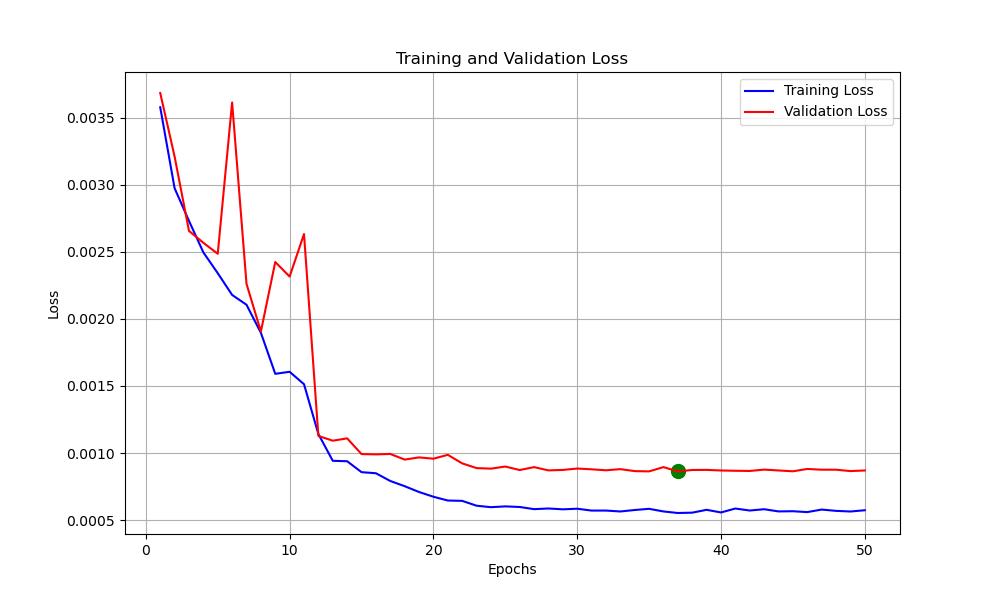 Training and Validation Loss
Training Loss
Validation Loss
Loss
0.0035
0.0030
0.0025
0.0020
0.0015
0.0010
0.0005
0
10
20
30
40
50
Epochs